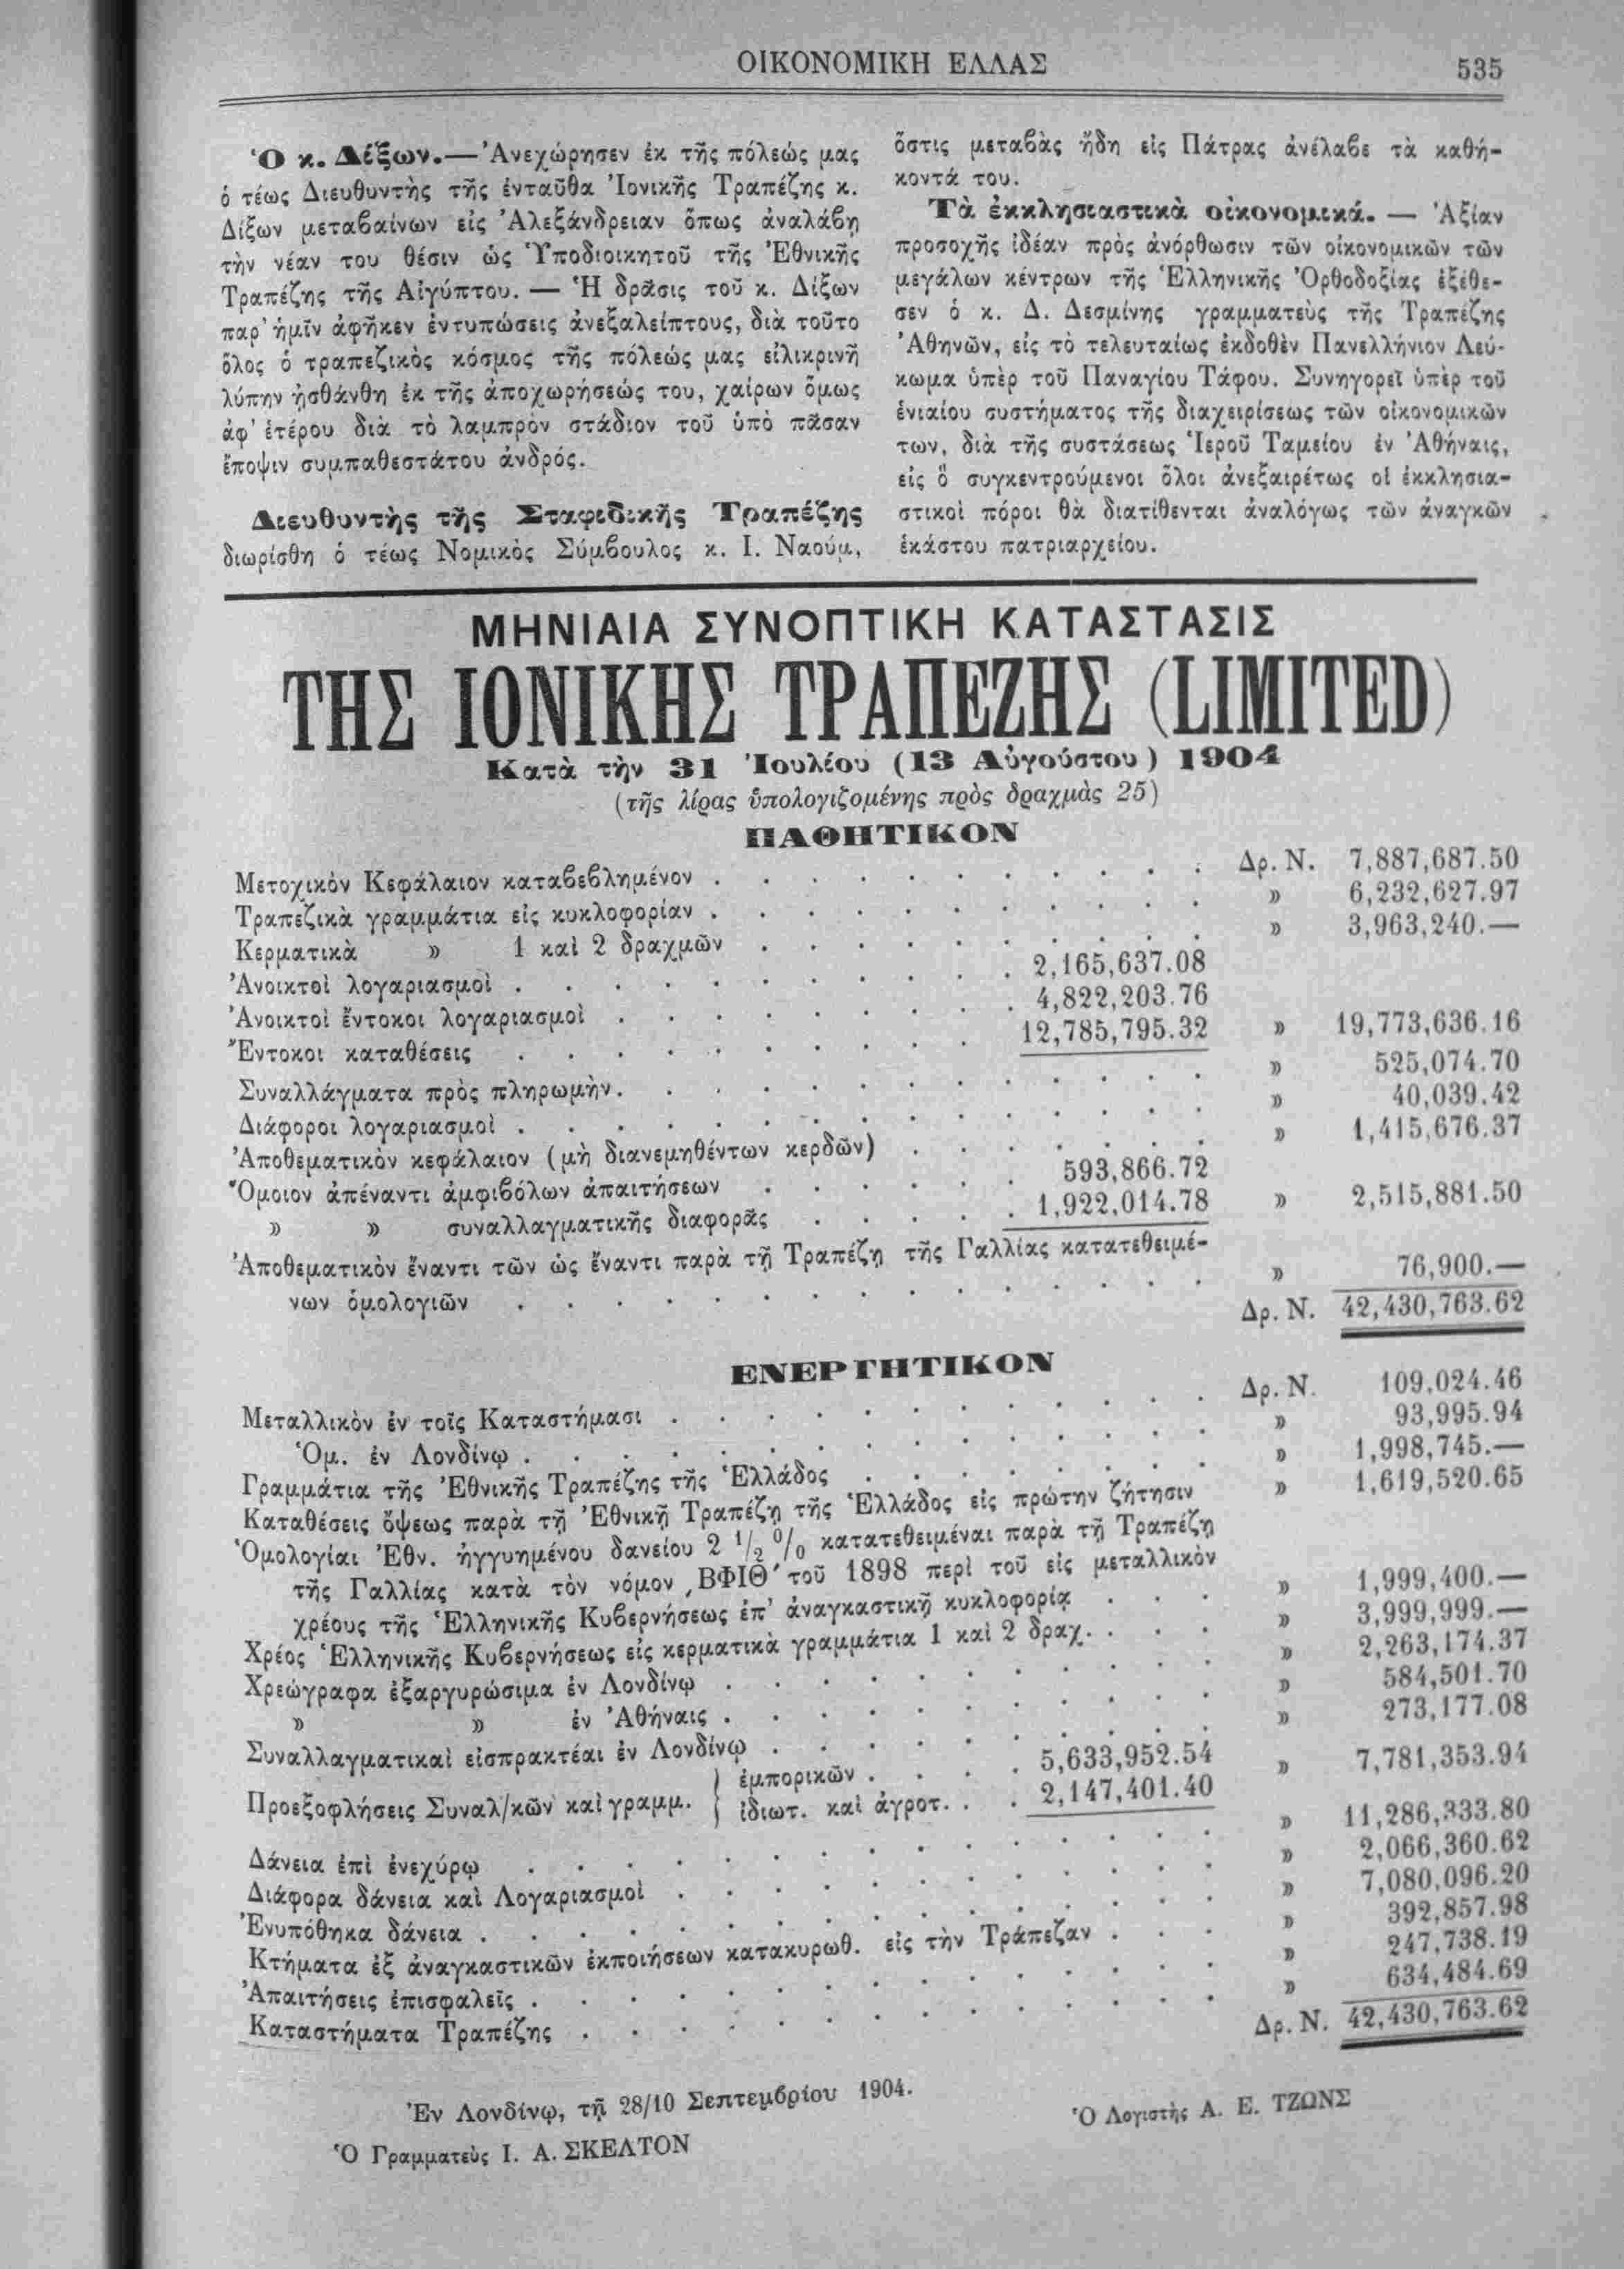 ΟΙΚΟΝΟΜΙΚΗ ΕΛΛΑΣ 535
Ὁ κ. Δίξων.—Ἀνεχώρησεν ἐκ τῆς πόλεώς μας
ὁ τέως Διευθυντὴς τῆς ἐνταῦθα Ἰονικῆς Τραπέζης κ.
Δίξων μεταβαίνων εἰς Ἀλεξάνδρειαν ὅπως ἀναλάβῃ
τὴν νέαν του θέσιν ὡς Ὑποδιοικητοῦ τῆς Ἐθνικῆς
Τραπέζης τῆς Αἰγύπτου. — Ἡ δρᾶσις τοῦ κ. Δίξων
παρ' ἡμῖν ἀφῆκεν ἐντυπώσεις ἀνεξαλείπτους, διὰ τοῦτο
ὅλος ὁ τραπεζικὸς κόσμος τῆς πόλεώς μας εἰλικρινῆ
λύπην ᾐσθάνθη ἐκ τῆς ἀποχωρήσεώς του, χαίρων ὅμως
ἀφ' ἑτέρου διὰ τὸ λαμπρὸν στάδιον τοῦ ὑπὸ πᾶσαν
ἔποψιν συμπαθεστάτου ἀνδρός.
Διευθυντὴς τῆς Σταφιδικῆς Τραπέζης
διωρίσθη ὁ τέως Νομικὸς Σύμβουλος κ. Ι. Ναούμ,
ὅστις μεταβὰς ἤδη εἰς Πάτρας ἀνέλαβε τὰ καθή-
κοντά του.
Τὰ ἐκκλησιαστικὰ οἰκονομικά. — Ἀξίαν
προσοχῆς ἰδέαν πρὸς ἀνόρθωσιν τῶν οἰκονομικῶν τῶν
μεγάλων κέντρων τῆς Ἑλληνικῆς Ὀρθοδοξίας ἐξέθε-
σεν ὁ κ. Δ. Δεσμίνης γραμματεὺς τῆς Τραπέζης
Ἀθηνῶν, εἰς τὸ τελευταίως ἐκδοθὲν Πανελλήνιον Λεύ-
κωμα ὑπὲρ τοῦ Παναγίου Τάφου. Συνηγορεῖ ὑπὲρ τοῦ
ἑνιαίου συστήματος τῆς διαχειρίσεως τῶν οἰκονομικῶν
των, διὰ τῆς συστάσεως Ἱεροῦ Ταμείου ἐν Ἀθήναις,
εἰς ὃ συγκεντρούμενοι ὅλοι ἀνεξαιρέτως οἱ ἐκκλησια-
στικοὶ πόροι θὰ διατίθενται ἀναλόγως τῶν ἀναγκῶν
ἑκάστου πατριαρχείου.
ΜΗΝΙΑΙΑ ΣΥΝΟΠΤΙΚΗ ΚΑΤΑΣΤΑΣΙΣ
ΤΗΣ ΙΟΝΙΚΗΣ ΤΡΑΠΕΖΗΣ (LIMITED)
Κατὰ τὴν 31 Ἰουλίου (13 Αὐγούστου) 1904
(τῆς λίρας ὑπολογιζομένης πρὸς δραχμὰς 25)
ΠΑΘΗΤΙΚΟΝ
Μετοχικὸν Κεφάλαιον καταβεβλημένον . . . . . . . . . . . Δρ. Ν. 7,887,687.50
Τραπεζικὰ γραμμάτια εἰς κυκλοφορίαν . . . . . . . . . . . » 6,232,627.97
Κερματικὰ » 1 καὶ 2 δραχμῶν . . . . . . . . . . » 3,963,240.—
Ἀνοικτοὶ λογαριασμοὶ . . . . . . . . . . . 2,165,637.08
Ἀνοικτοὶ ἔντοκοι λογαριασμοὶ . . . . . . . . . 4,822,203.76
Ἔντοκοι καταθέσεις . . . . . . . . . . 12,785,795.32 » 19,773,636.16
Συναλλάγματα πρὸς πληρωμὴν. . . . . . . . . . . . . » 525,074.70
Διάφοροι λογαριασμοὶ . . . . . . . . . . . . . . . » 40,039.42
Ἀποθεματικὸν κεφάλαιον (μὴ διανεμηθέντων κερδῶν) . . . . . . . » 1,415,676.37
Ὅμοιον ἀπέναντι ἀμφιβόλων ἀπαιτήσεων . . . . . . 593,866.72
» » συναλλαγματικῆς διαφορᾶς . . . . . 1,922,014.78 » 2,515,881.50
Ἀποθεματικὸν ἔναντι τῶν ὡς ἔναντι παρὰ τῇ Τραπέζῃ τῆς Γαλλίας κατατεθειμέ-
νων ὁμολογιῶν . . . . . . . . . . . . . . . » 76,900.—
Δρ. Ν. 42,430,763.62
ΕΝΕΡΓΗΤΙΚΟΝ
Μεταλλικὸν ἐν τοῖς Καταστήμασι . . . . . . . . . . . . Δρ. Ν. 109,024.46
Ὁμ. ἐν Λονδίνῳ . . . . . . . . . . . . . . . » 93,995.94
Γραμμάτια τῆς Ἐθνικῆς Τραπέζης τῆς Ἑλλάδος . . . . . . . . » 1,998,745.—
Καταθέσεις ὄψεως παρὰ τῇ Ἐθνικῇ Τραπέζῃ τῆς Ἑλλάδος εἰς πρώτην ζήτησιν » 1,619,520.65
Ὁμολογίαι Ἐθν. ἠγγυημένου δανείου 2 1/2 % κατατεθειμέναι παρὰ τῇ Τραπέζῃ
τῆς Γαλλίας κατὰ τὸν νόμον ͵ΒΦΙΘ΄ τοῦ 1898 περὶ τοῦ εἰς μεταλλικὸν
χρέους τῆς Ἑλληνικῆς Κυβερνήσεως ἐπ' ἀναγκαστικῇ κυκλοφορίᾳ . . . » 1,999,400.—
Χρέος Ἑλληνικῆς Κυβερνήσεως εἰς κερματικὰ γραμμάτια 1 καὶ 2 δραχ. . . . » 3,999,999.—
Χρεώγραφα ἐξαργυρώσιμα ἐν Λονδίνῳ . . . . . . . . . . . » 2,263,174.37
» » ἐν Ἀθήναις . . . . . . . . . . . » 584,501.70
Συναλλαγματικαὶ εἰσπρακτέαι ἐν Λονδίνῳ . . . . . . . . . . » 273,177.08
Προεξοφλήσεις Συναλ/κῶν καὶ γραμμ. } ἐμπορικῶν . . . . 5,633,952.54
ἰδιωτ. καὶ ἀγροτ. . . 2,147,401.40 » 7,781,353.94
Δάνεια ἐπὶ ἐνεχύρῳ . . . . . . . . . . . . . . . » 11,286,333.80
Διάφορα δάνεια καὶ Λογαριασμοὶ . . . . . . . . . . . . » 2,066,360.62
Ἐνυπόθηκα δάνεια . . . . . . . . . . . . . . . . » 7,080,096.20
Κτήματα ἐξ ἀναγκαστικῶν ἐκποιήσεων κατακυρωθ. εἰς τὴν Τράπεζαν . . . » 392,857.98
Ἀπαιτήσεις ἐπισφαλεῖς . . . . . . . . . . . . . . . » 247,738.19
Καταστήματα Τραπέζης . . . . . . . . . . . . . . » 634,484.69
Δρ. Ν. 42,430,763.62
Ἐν Λονδίνῳ, τῇ 28/10 Σεπτεμβρίου 1904.
Ὁ Γραμματεὺς Ι. Α. ΣΚΕΛΤΟΝ
Ὁ Λογιστὴς Α. Ε. ΤΖΩΝΣ